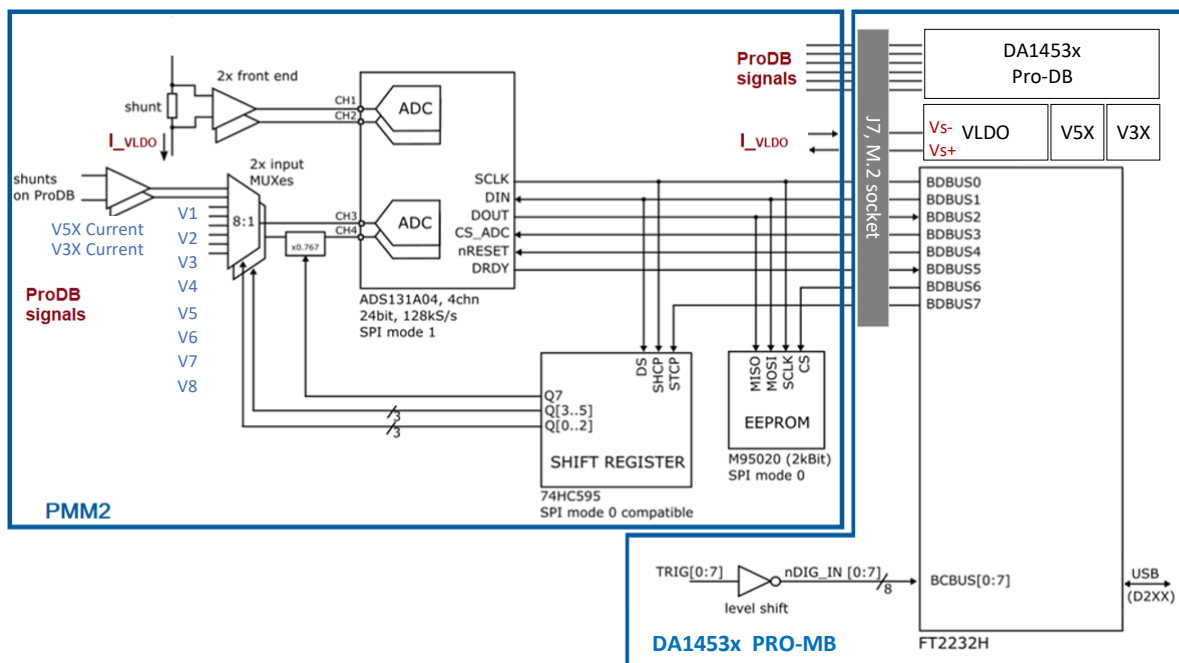 2x front end
shunt
I_VLDO
CH1
CH2
ADC
shunts
on ProDB
2x input
MUXes
8:1
V5X Current
V3X Current
V1
V2
V3
V4
V5
V6
V7
V8
ProDB
signals
CH3
CH4
x0.767
ADC
SCLK
DIN
DOUT
CS_ADC
nRESET
DRDY
ADS131A04, 4chn
24bit, 128kS/s
SPI mode 1
ProDB
signals
I_VLDO
J7, M.2 socket
DA1453x
Pro-DB
Vs-
Vs+
VLDO
V5X
V3X
BDBUS0
BDBUS1
BDBUS2
BDBUS3
BDBUS4
BDBUS5
BDBUS6
BDBUS7
DS
SHCP
STCP
Q7
Q[3..5]
Q[0..2]
3
3
SHIFT REGISTER
74HC595
SPI mode 0 compatible
MISO
MOSI
SCLK
CS
EEPROM
M95020 (2kBit)
SPI mode 0
PMM2
TRIG[0:7]
nDIG_IN [0:7]
8
level shift
BCBUS[0:7]
USB
(D2XX)
FT2232H
DA1453x PRO-MB